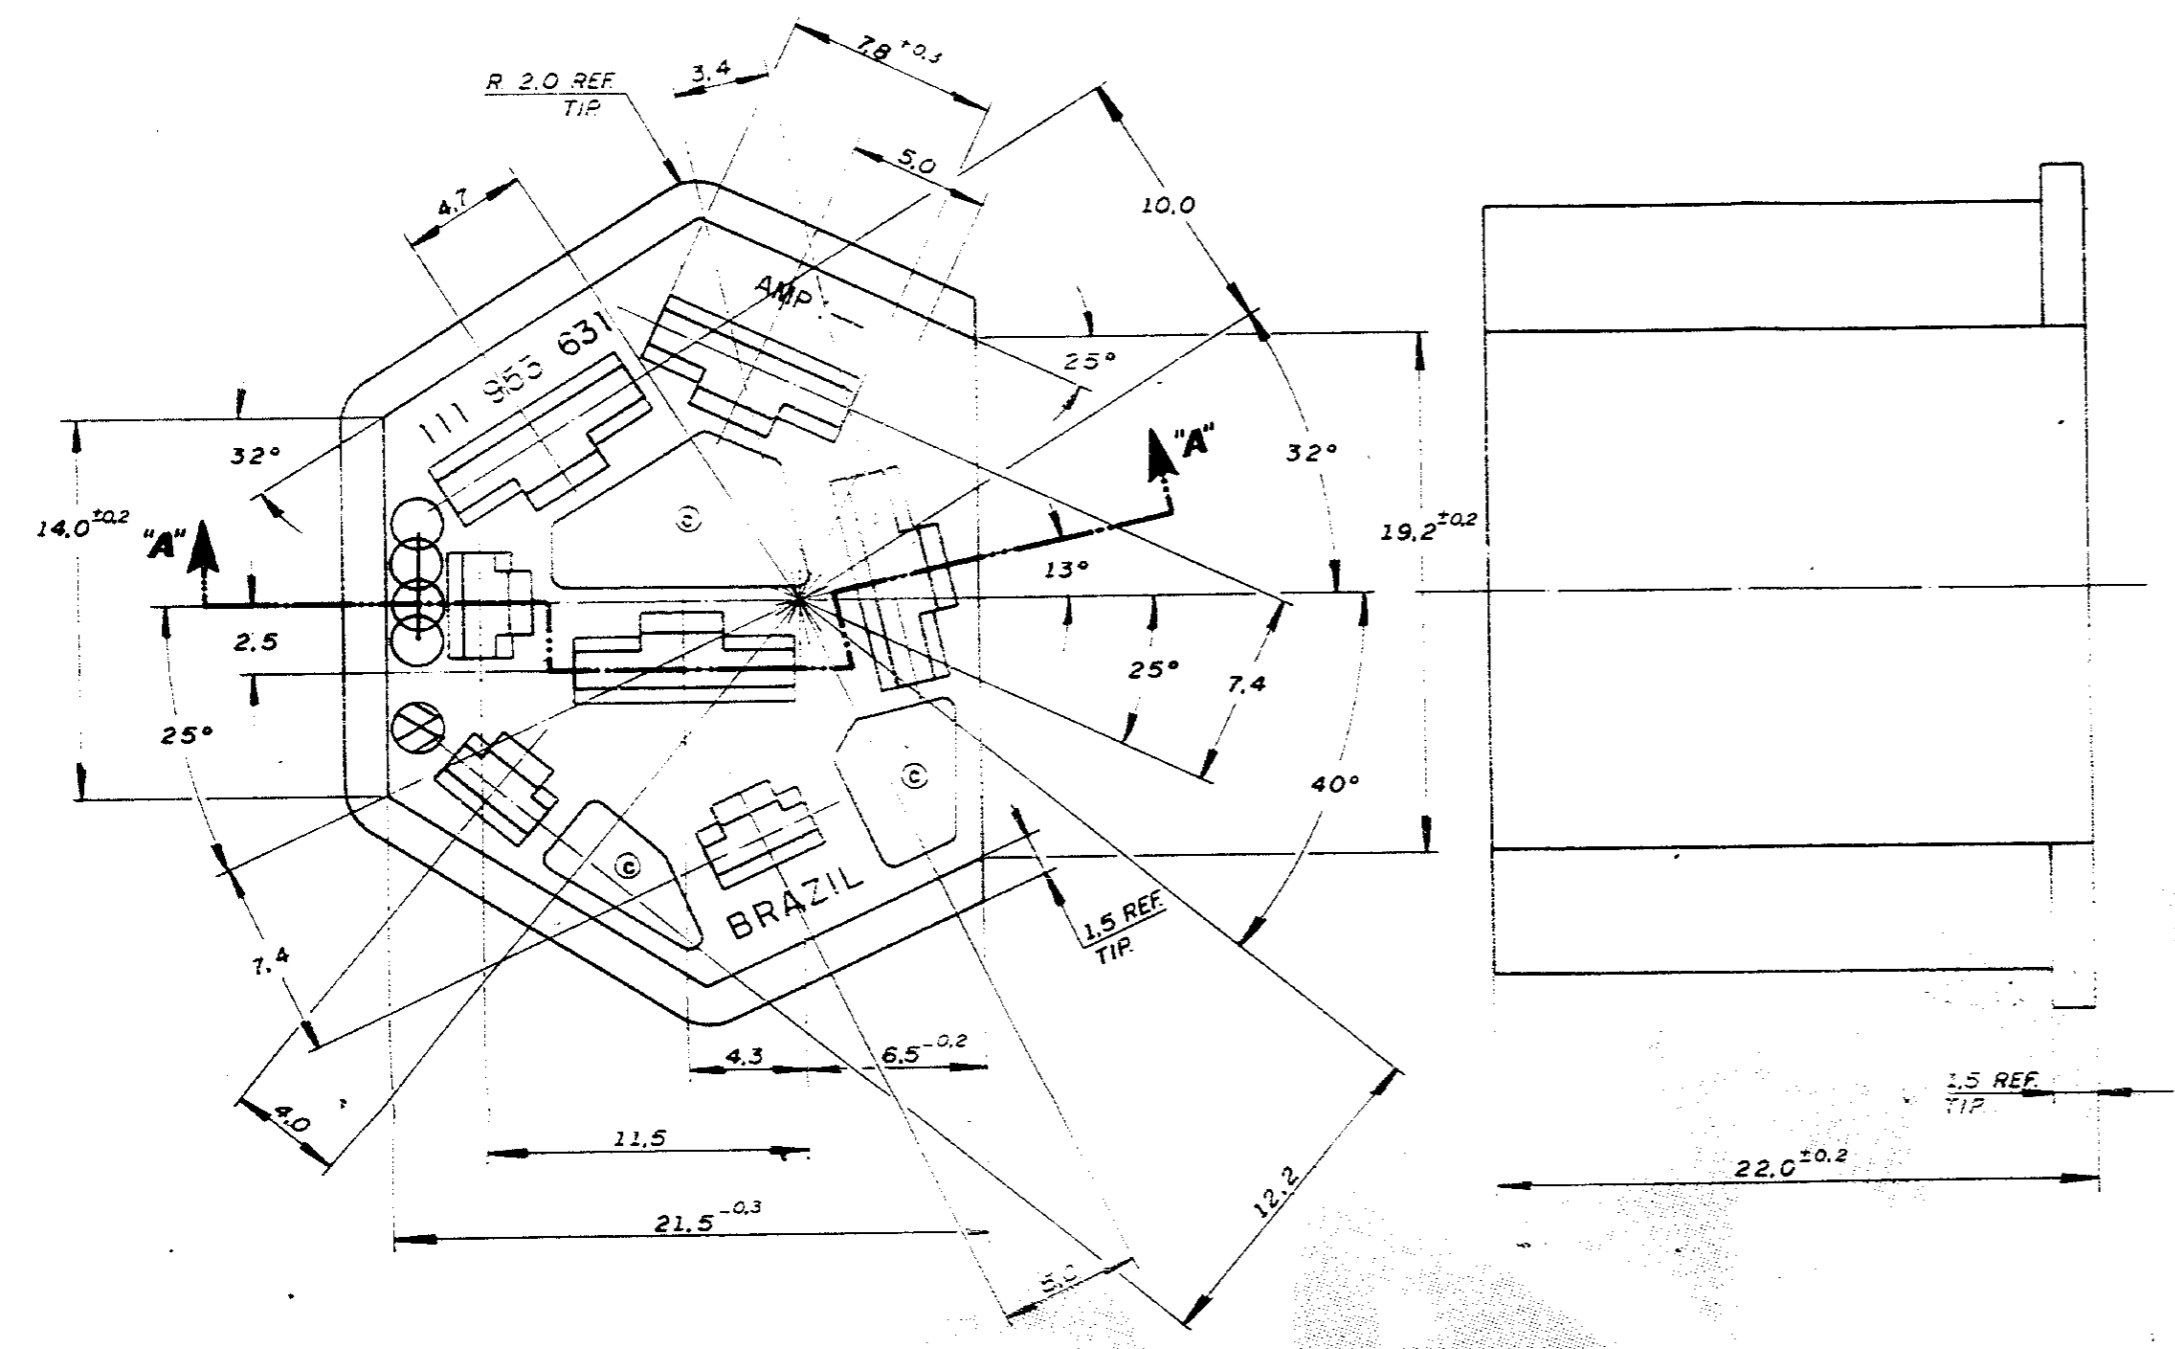 7,8 ±0,3
3,4
R. 2.0 REF.
TIP.
5,0
4,7
10,0
AMP
25°
111 955 631
32°
32°
"A"
14,0 ±0,2
"A"
19,2 ±0,2
©
13°
2,5
25°
7,4
25°
40°
©
©
BRAZIL
1,5 REF.
TIP.
7,4
4,3
6,5 -0,2
1,5 REF.
TIP.
4,0
11,5
22,0 ±0,2
12,2
21,5 -0,3